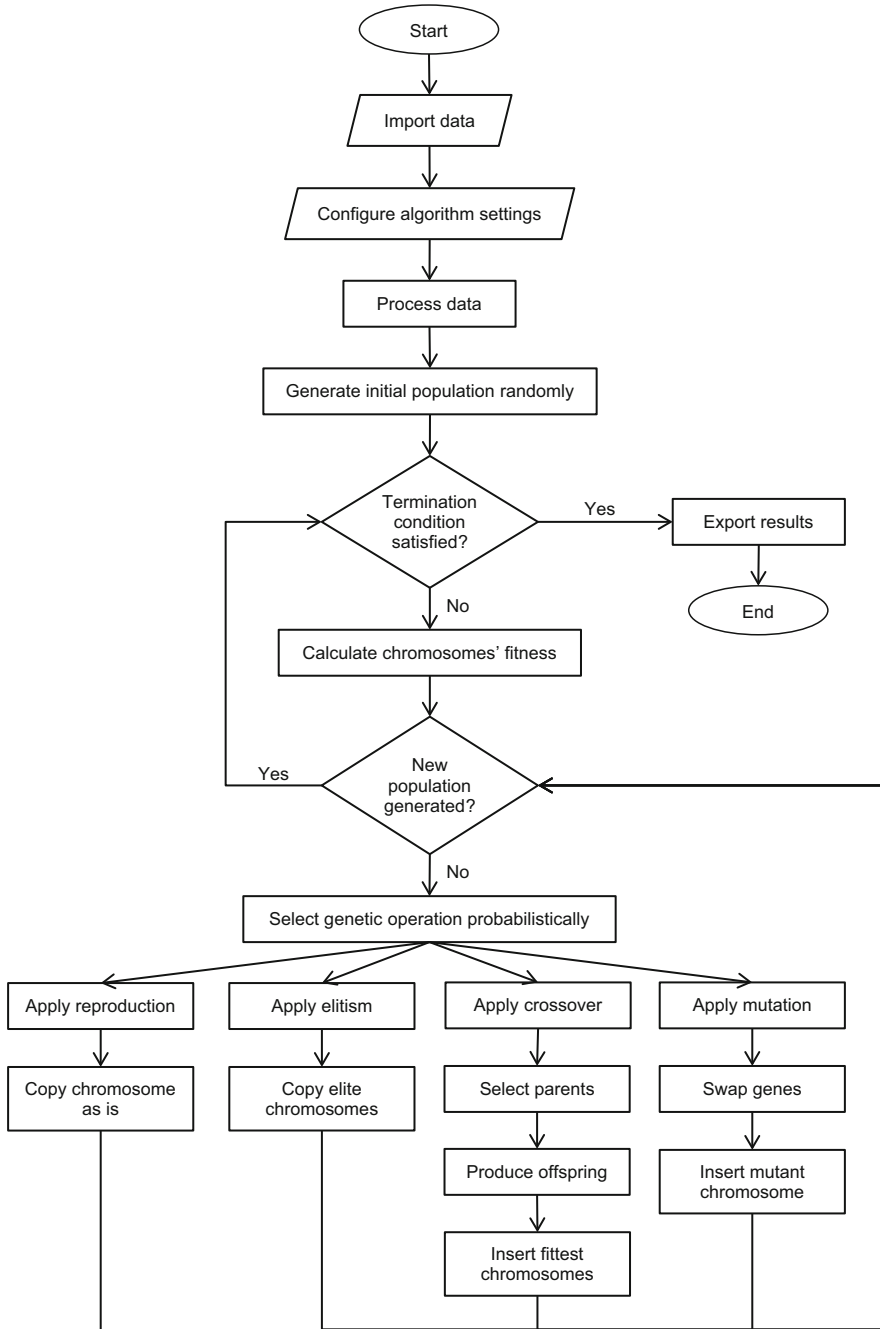 Start
Import data
Configure algorithm settings
Process data
Generate initial population randomly
Termination
condition
satisfied?
Yes
Export results
End
No
Calculate chromosomes’ fitness
New
population
generated?
Yes
No
Select genetic operation probabilistically
Apply reproduction
Apply elitism
Apply crossover
Apply mutation
Copy chromosome
as is
Copy elite
chromosomes
Select parents
Swap genes
Produce offspring
Insert mutant
chromosome
Insert fittest
chromosomes